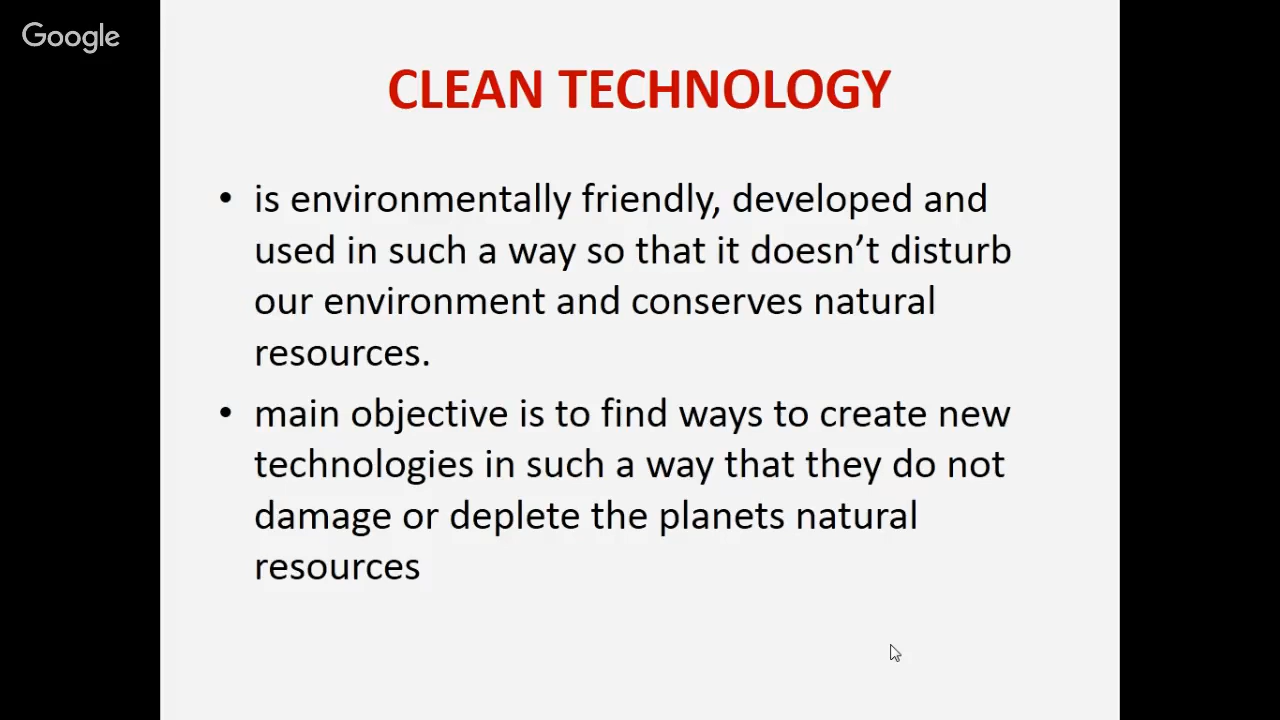 Google
CLEAN TECHNOLOGY
• is environmentally friendly, developed and
used in such a way so that it doesn’t disturb
our environment and conserves natural
resources.
• main objective is to find ways to create new
technologies in such a way that they do not
damage or deplete the planets natural
resources